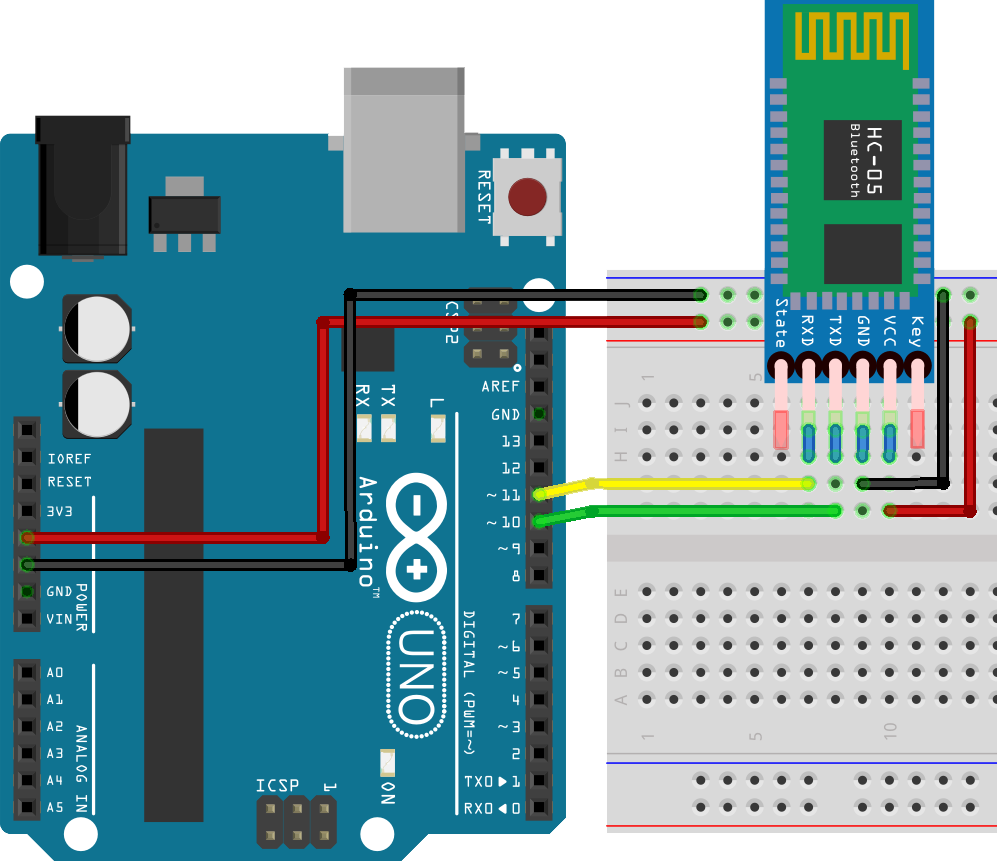 HC-05
Bluetooth
State
RXD
TXD
GND
VCC
Key
RESET
ICSP2
AREF
GND
13
12
~11
~10
~9
8
7
~6
~5
4
~3
2
TX0 ▶ 1
RX0 ◀ 0
DIGITAL (PWM=~)
RX
TX
L
Arduino™
UNO
ON
ICSP
1
IOREF
RESET
3V3
GND
VIN
POWER
A0
A1
A2
A3
A4
A5
ANALOG IN
1
5
J
I
H
E
D
C
B
A
1
5
10